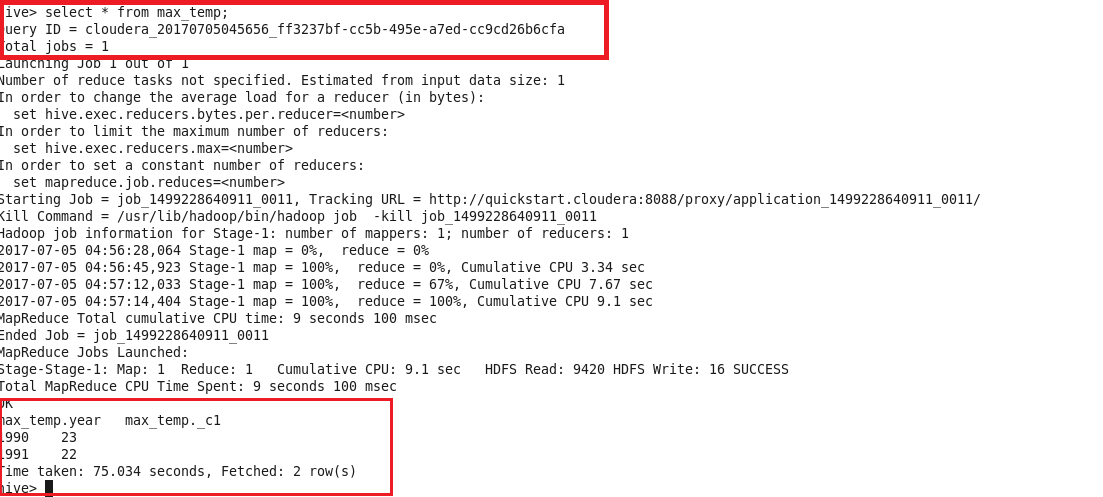 hive> select * from max_temp;
Query ID = cloudera_20170705045656_ff3237bf-cc5b-495e-a7ed-cc9cd26b6cfa
Total jobs = 1
Launching Job 1 out of 1
Number of reduce tasks not specified. Estimated from input data size: 1
In order to change the average load for a reducer (in bytes):
  set hive.exec.reducers.bytes.per.reducer=<number>
In order to limit the maximum number of reducers:
  set hive.exec.reducers.max=<number>
In order to set a constant number of reducers:
  set mapreduce.job.reduces=<number>
Starting Job = job_1499228640911_0011, Tracking URL = http://quickstart.cloudera:8088/proxy/application_1499228640911_0011/
Kill Command = /usr/lib/hadoop/bin/hadoop job  -kill job_1499228640911_0011
Hadoop job information for Stage-1: number of mappers: 1; number of reducers: 1
2017-07-05 04:56:28,064 Stage-1 map = 0%,  reduce = 0%
2017-07-05 04:56:45,923 Stage-1 map = 100%,  reduce = 0%, Cumulative CPU 3.34 sec
2017-07-05 04:57:12,033 Stage-1 map = 100%,  reduce = 67%, Cumulative CPU 7.67 sec
2017-07-05 04:57:14,404 Stage-1 map = 100%,  reduce = 100%, Cumulative CPU 9.1 sec
MapReduce Total cumulative CPU time: 9 seconds 100 msec
Ended Job = job_1499228640911_0011
MapReduce Jobs Launched:
Stage-Stage-1: Map: 1  Reduce: 1   Cumulative CPU: 9.1 sec   HDFS Read: 9420 HDFS Write: 16 SUCCESS
Total MapReduce CPU Time Spent: 9 seconds 100 msec
OK
max_temp.year   max_temp._c1
1990    23
1991    22
Time taken: 75.034 seconds, Fetched: 2 row(s)
hive>